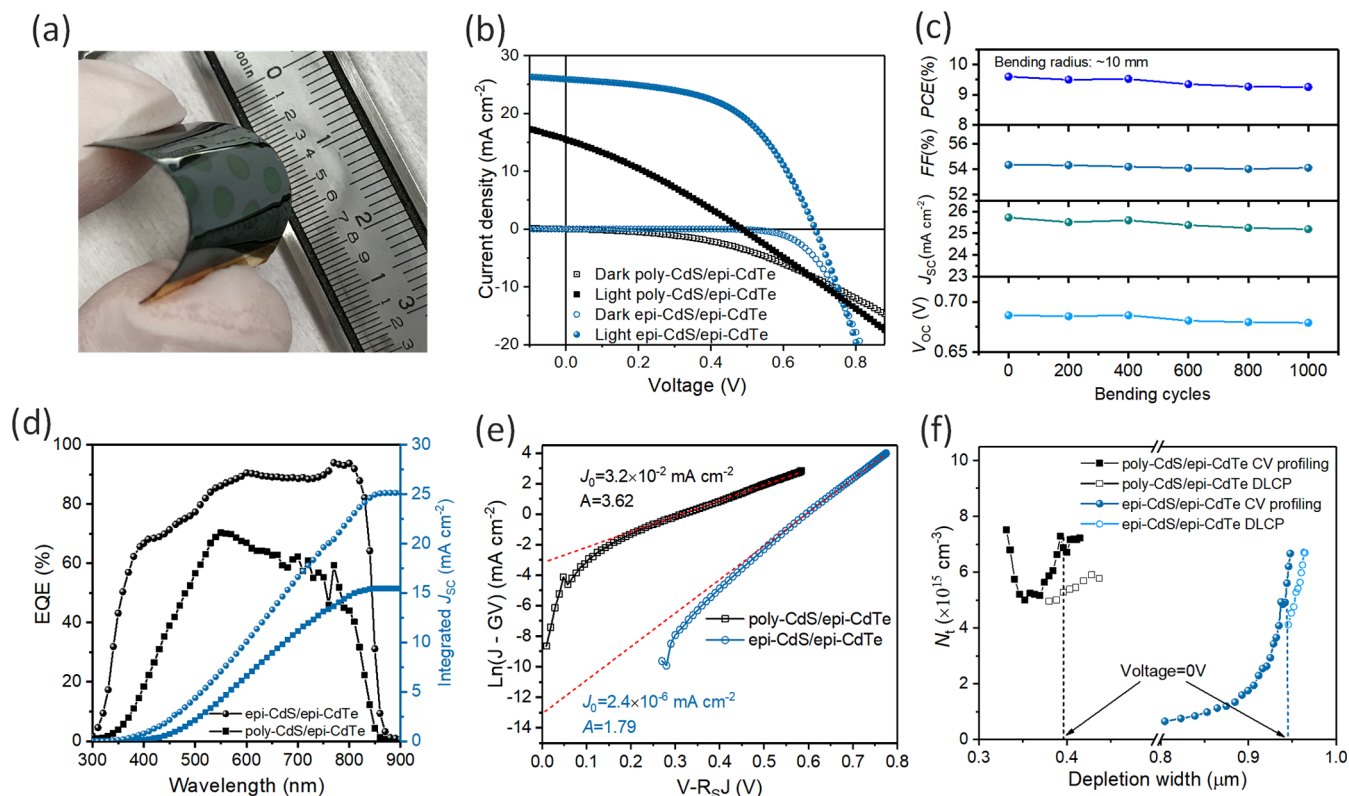 (a)
0
1
2
3
(b)
30
20
10
0
-10
-20
Current density (mA cm⁻²)
Dark poly-CdS/epi-CdTe
Light poly-CdS/epi-CdTe
Dark epi-CdS/epi-CdTe
Light epi-CdS/epi-CdTe
0.0 0.2 0.4 0.6 0.8
Voltage (V)
(c)
Bending radius: ~10 mm
10
9
8
PCE(%)
56
54
52
FF(%)
26
25
24
23
J_SC(mA cm⁻²)
0.70
0.65
V_OC (V)
0 200 400 600 800 1000
Bending cycles
(d)
100
80
60
40
20
0
EQE (%)
30
25
20
15
10
5
0
Integrated J_SC (mA cm⁻²)
epi-CdS/epi-CdTe
poly-CdS/epi-CdTe
300 400 500 600 700 800 900
Wavelength (nm)
(e)
J₀=3.2×10⁻² mA cm⁻²
A=3.62
6
4
2
0
-2
-4
-6
-8
-10
-12
-14
Ln(J - GV) (mA cm⁻²)
poly-CdS/epi-CdTe
epi-CdS/epi-CdTe
J₀=2.4×10⁻⁶ mA cm⁻²
A=1.79
0.0 0.1 0.2 0.3 0.4 0.5 0.6 0.7 0.8
V-R_SJ (V)
(f)
10
8
6
4
2
0
N_t (×10¹⁵ cm⁻³)
poly-CdS/epi-CdTe CV profiling
poly-CdS/epi-CdTe DLCP
epi-CdS/epi-CdTe CV profiling
epi-CdS/epi-CdTe DLCP
Voltage=0V
0.3 0.4 0.8 0.9 1.0
Depletion width (μm)